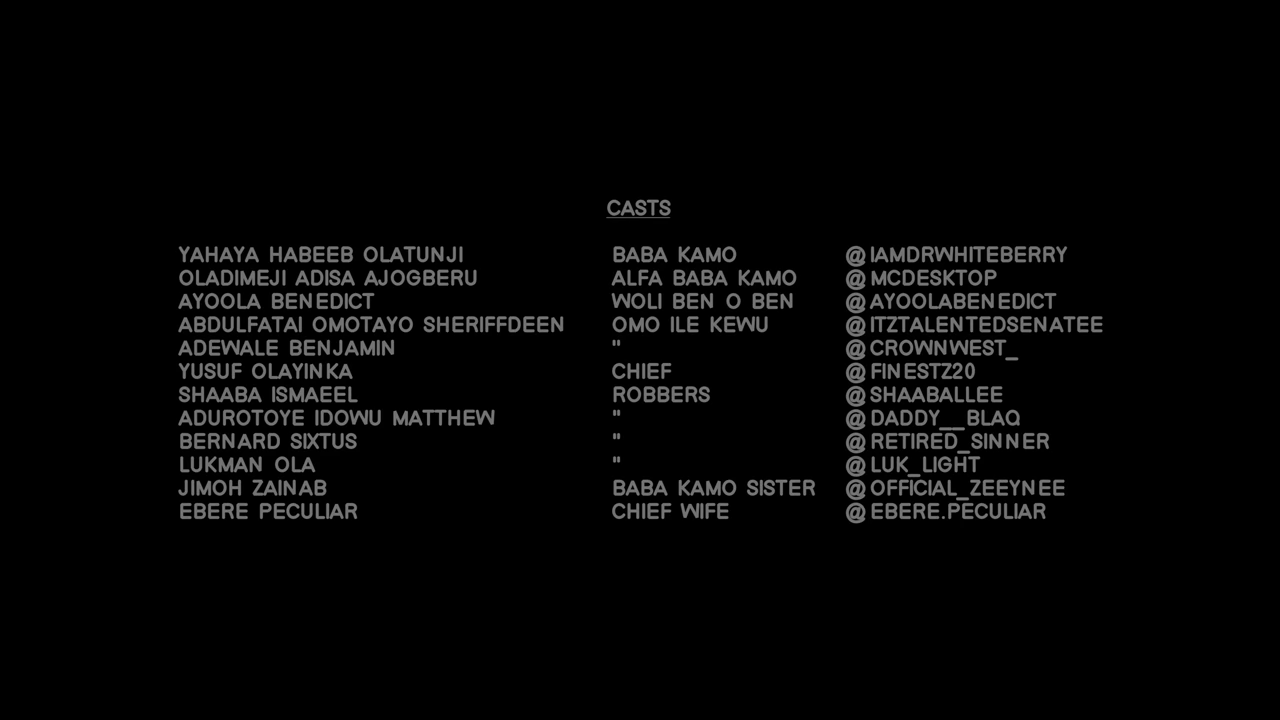 CASTS
YAHAYA HABEEB OLATUNJI BABA KAMO @IAMDRWHITEBERRY
OLADIMEJI ADISA AJOGBERU ALFA BABA KAMO @MCDESKTOP
AYOOLA BENEDICT WOLI BEN O BEN @AYOOLABENEDICT
ABDULFATAI OMOTAYO SHERIFFDEEN OMO ILE KEWU @ITZTALENTEDSENATEE
ADEWALE BENJAMIN " @CROWNWEST_
YUSUF OLAYINKA CHIEF @FINESTZ20
SHAABA ISMAEEL ROBBERS @SHAABALLEE
ADUROTOYE IDOWU MATTHEW " @DADDY__BLAQ
BERNARD SIXTUS " @RETIRED_SINNER
LUKMAN OLA " @LUK_LIGHT
JIMOH ZAINAB BABA KAMO SISTER @OFFICIAL_ZEEYNEE
EBERE PECULIAR CHIEF WIFE @EBERE.PECULIAR